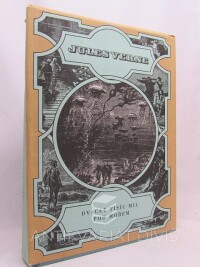 JULES VERNE
DVACET TISÍC MIL
POD MOŘEM